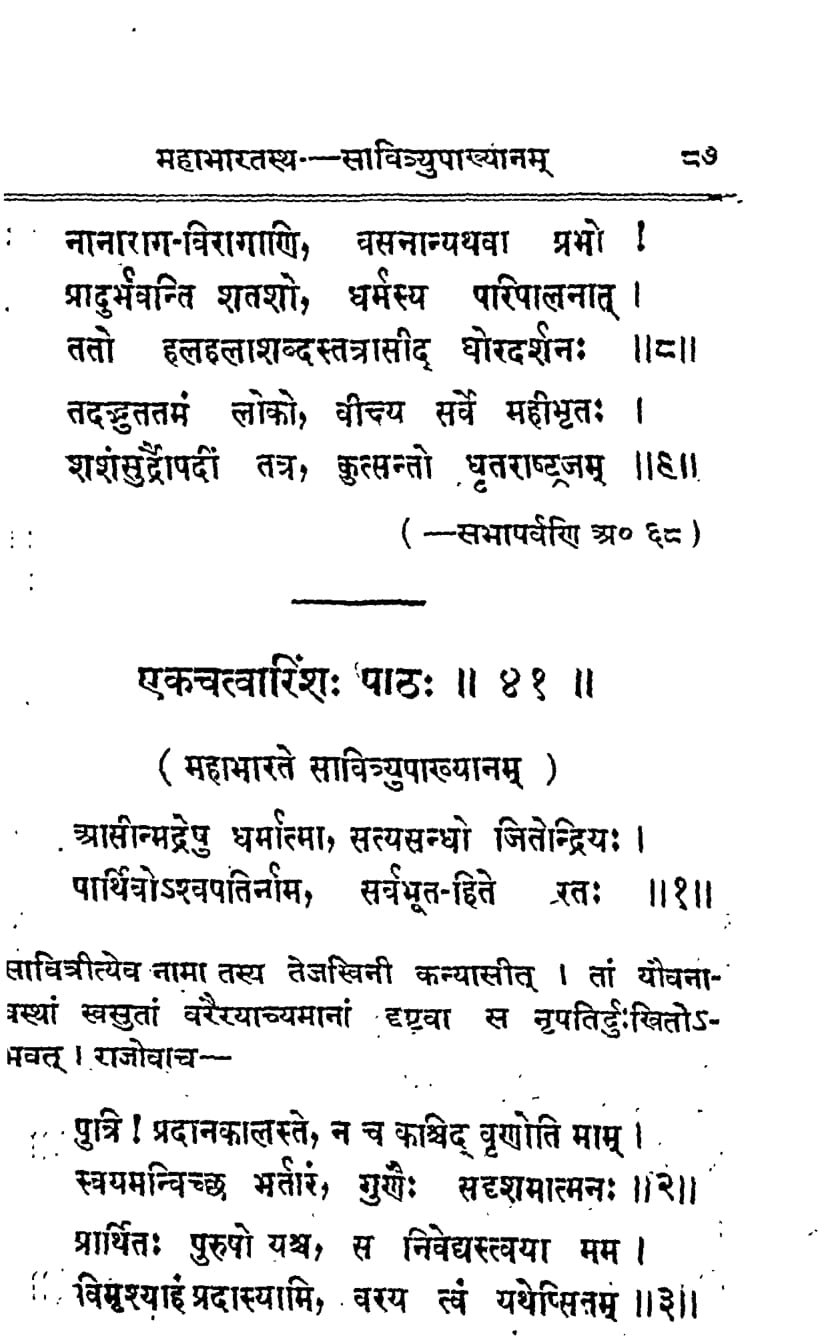 महाभारतस्थ-—सावित्र्युपाख्यानम् ८७
नानाराग-विरागाणि, वसनान्यथवा प्रभो !
प्रादुर्भवन्ति शतशो, धर्मस्य परिपालनात् ।
ततो हलहलाशब्दस्तत्रासीद् घोरदर्शनः ॥८॥
तदद्भुततमं लोको, वीक्ष्य सर्वे महीभृतः ।
शशंसुर्द्रौपदीं तत्र, कुत्सन्तो धृतराष्ट्रजम् ॥९॥
(—सभापर्वणि अ० ६८)
एकचत्वारिंशः पाठः ॥ ४१ ॥
( महाभारते सावित्र्युपाख्यानम् )
आसीन्मद्रेषु धर्मात्मा, सत्यसन्धो जितेन्द्रियः ।
पार्थिवोऽश्वपतिर्नाम, सर्वभूत-हिते रतः ॥१॥
सावित्रीत्येव नामा तस्य तेजस्विनी कन्यासीत् । तां यौवना-
वस्थां स्वसुतां वरैरयाच्यमानां दृष्टवा स नृपतिर्दुःखितोऽ-
भवत् । राजोवाच—
पुत्रि ! प्रदानकालस्ते, न च कश्चिद् वृणोति माम् ।
स्वयमन्विच्छ भर्तारं, गुणैः सदृशमात्मनः ॥२॥
प्रार्थितः पुरुषो यश्च, स निवेद्यस्त्वया मम ।
विमृश्याहं प्रदास्यामि, वरय त्वं यथेप्सितम् ॥३॥